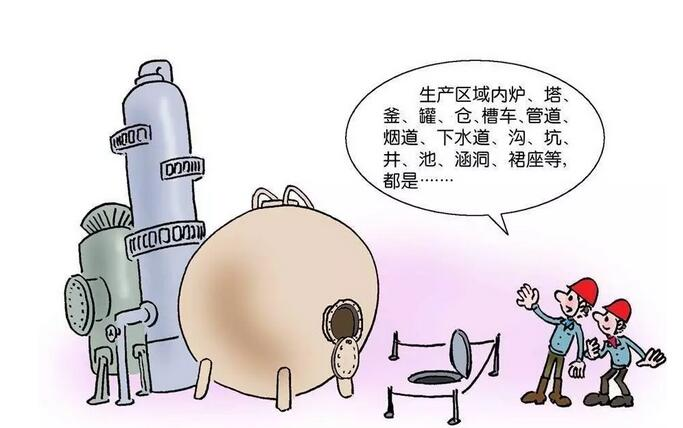 生产区域内炉、塔、
釜、罐、仓、槽车、管道、
烟道、下水道、沟、坑、
井、池、涵洞、裙座等，
都是……